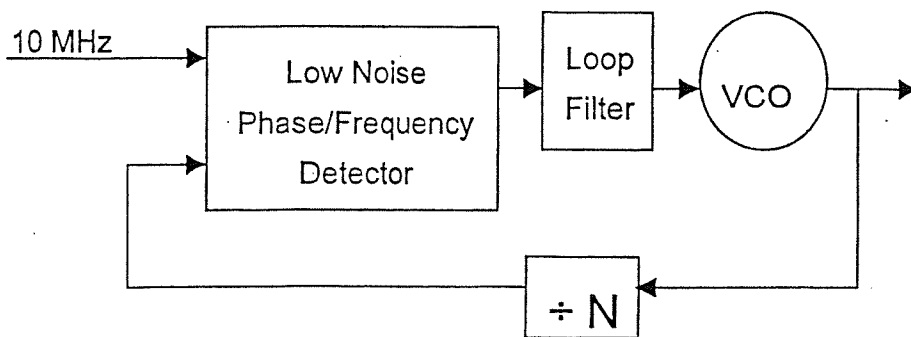 10 MHz
Low Noise
Phase/Frequency
Detector
Loop
Filter
VCO
÷ N